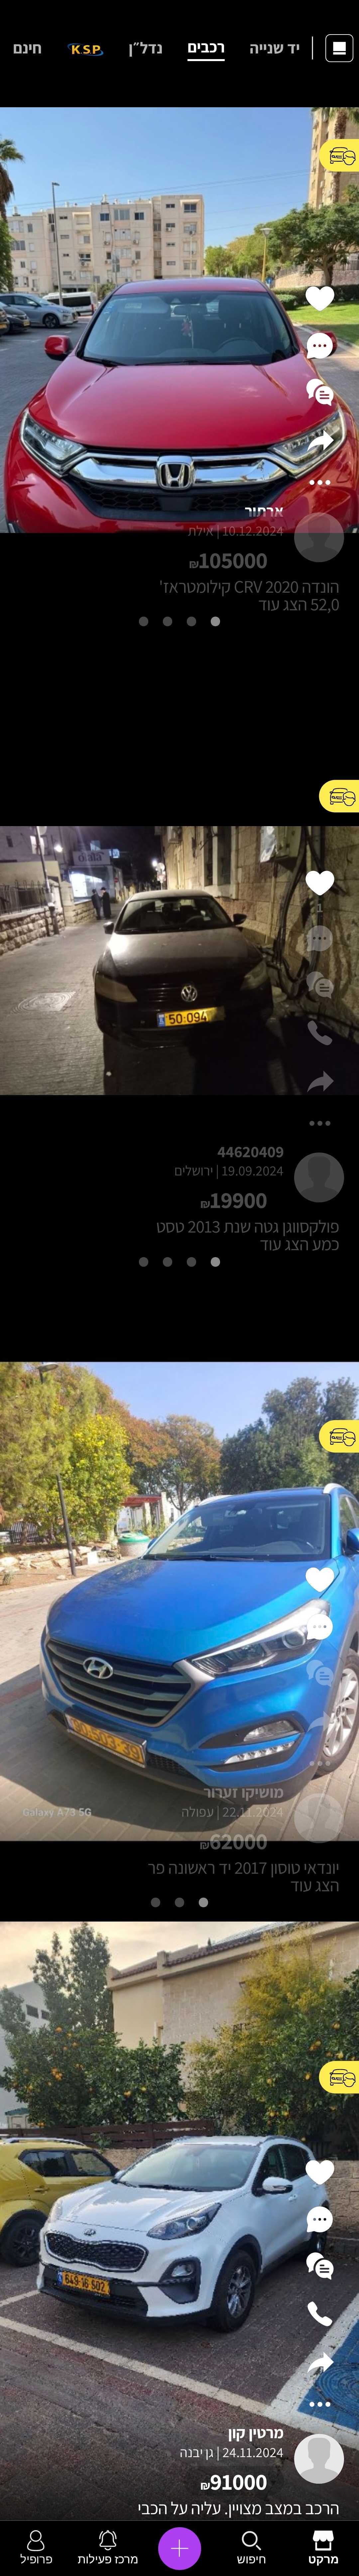 יד שנייה
רכבים
נדל״ן
KSP
חינם
ארתור
10.12.2024 | אילת
105000₪
הונדה CRV 2020 קילומטראז'
52,0 הצג עוד
50·094
1
44620409
19.09.2024 | ירושלים
19900₪
פולקסווגן גטה שנת 2013 טסט
כמע הצג עוד
Galaxy A23 5G
מושיקו זערור
22.11.2024 | עפולה
62000₪
יונדאי טוסון 2017 יד ראשונה פר
הצג עוד
מרטין קון
24.11.2024 | גן יבנה
91000₪
הרכב במצב מצויין. עליה על הכבי
מרקט
חיפוש
מרכז פעילות
פרופיל